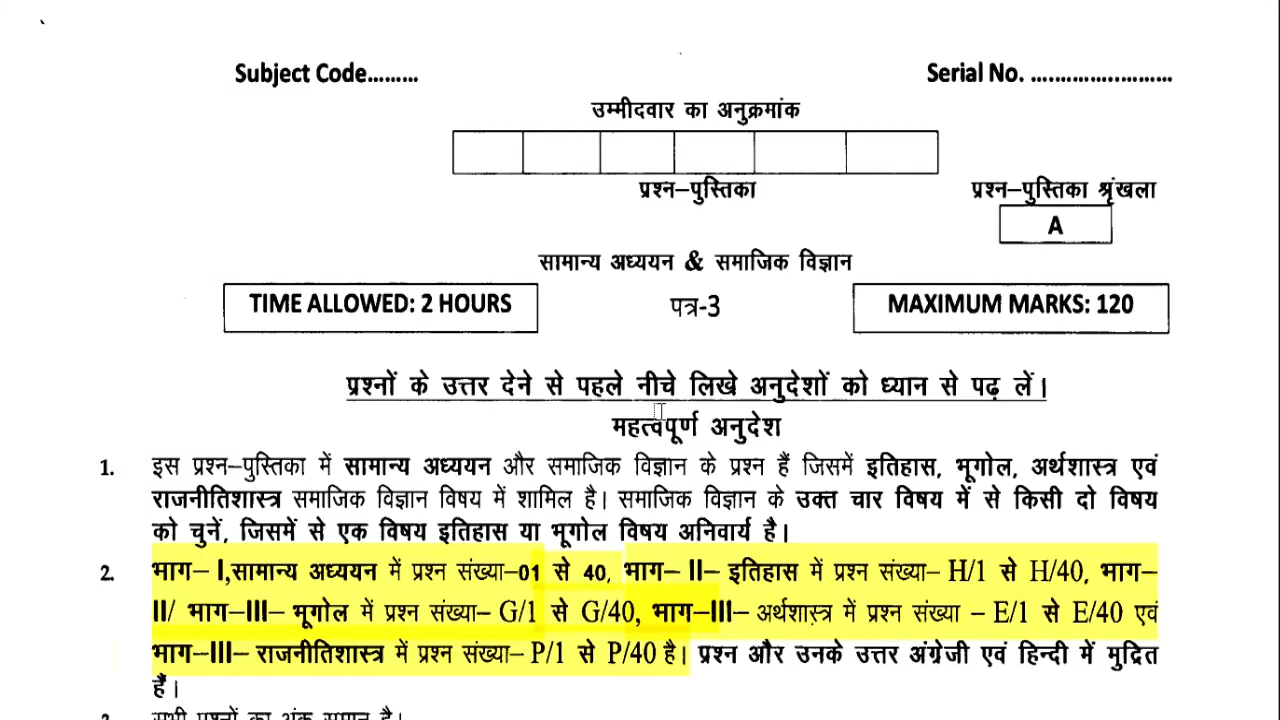 Subject Code......... Serial No. ......................
उम्मीदवार का अनुक्रमांक
प्रश्न–पुस्तिका प्रश्न–पुस्तिका श्रृंखला
A
सामान्य अध्ययन & समाजिक विज्ञान
TIME ALLOWED: 2 HOURS पत्र-3 MAXIMUM MARKS: 120
प्रश्नों के उत्तर देने से पहले नीचे लिखे अनुदेशों को ध्यान से पढ़ लें।
महत्वपूर्ण अनुदेश
1. इस प्रश्न–पुस्तिका में सामान्य अध्ययन और समाजिक विज्ञान के प्रश्न हैं जिसमें इतिहास, भूगोल, अर्थशास्त्र एवं
राजनीतिशास्त्र समाजिक विज्ञान विषय में शामिल है। समाजिक विज्ञान के उक्त चार विषय में से किसी दो विषय
को चुनें, जिसमें से एक विषय इतिहास या भूगोल विषय अनिवार्य है।
2. भाग– I,सामान्य अध्ययन में प्रश्न संख्या–01 से 40, भाग– II– इतिहास में प्रश्न संख्या– H/1 से H/40, भाग–
II/ भाग–III– भूगोल में प्रश्न संख्या– G/1 से G/40, भाग–III– अर्थशास्त्र में प्रश्न संख्या – E/1 से E/40 एवं
भाग–III– राजनीतिशास्त्र में प्रश्न संख्या– P/1 से P/40 है। प्रश्न और उनके उत्तर अंग्रेजी एवं हिन्दी में मुद्रित
हैं।
3. सभी प्रश्नों का अंक समान है।